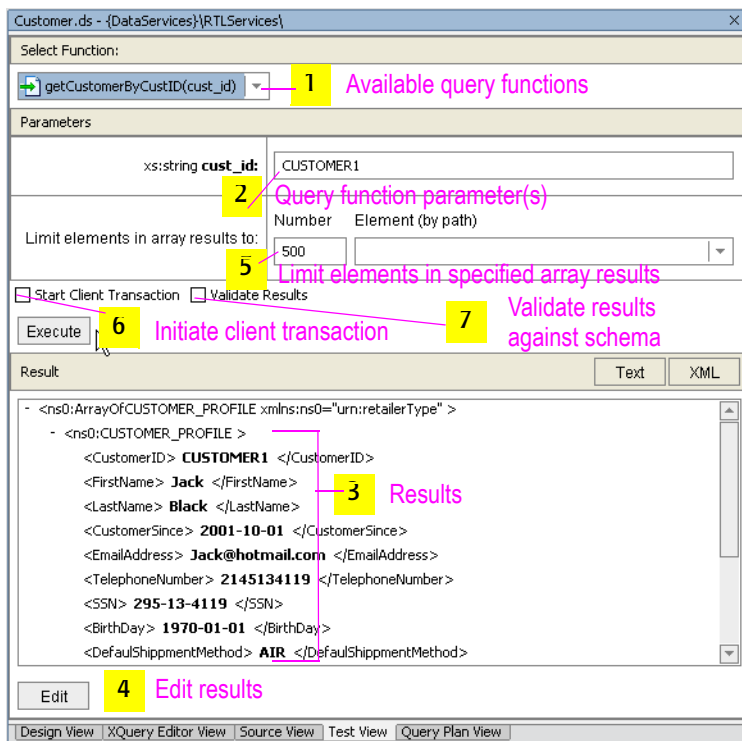 Customer.ds - {DataServices}\RTLServices\
Select Function:
getCustomerByCustID(cust_id)
1 Available query functions
Parameters
xs:string cust_id: CUSTOMER1
2 Query function parameter(s)
Number Element (by path)
Limit elements in array results to: 500
5 Limit elements in specified array results
Start Client Transaction Validate Results
Execute
6 Initiate client transaction
7 Validate results
against schema
Result Text XML
- <ns0:ArrayOfCUSTOMER_PROFILE xmlns:ns0="urn:retailerType" >
- <ns0:CUSTOMER_PROFILE >
<CustomerID> CUSTOMER1 </CustomerID>
<FirstName> Jack </FirstName>
<LastName> Black </LastName>
3 Results
<CustomerSince> 2001-10-01 </CustomerSince>
<EmailAddress> Jack@hotmail.com </EmailAddress>
<TelephoneNumber> 2145134119 </TelephoneNumber>
<SSN> 295-13-4119 </SSN>
<BirthDay> 1970-01-01 </BirthDay>
<DefaulShippmentMethod> AIR </DefaulShippmentMethod>
Edit
4 Edit results
Design View XQuery Editor View Source View Test View Query Plan View